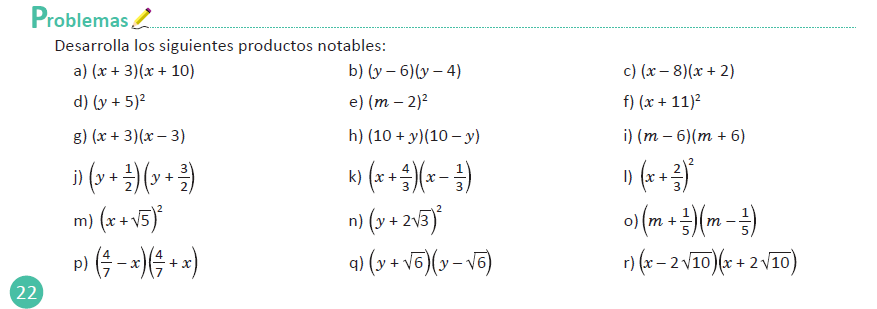 Problemas
Desarrolla los siguientes productos notables:
a) (x + 3)(x + 10) b) (y – 6)(y – 4) c) (x – 8)(x + 2)
d) (y + 5)² e) (m – 2)² f) (x + 11)²
g) (x + 3)(x – 3) h) (10 + y)(10 – y) i) (m – 6)(m + 6)
j) (y + 1/2)(y + 3/2) k) (x + 4/3)(x – 1/3) l) (x + 2/3)²
m) (x + √5)² n) (y + 2√3)² o) (m + 1/5)(m – 1/5)
p) (4/7 – x)(4/7 + x) q) (y + √6)(y – √6) r) (x – 2√10)(x + 2√10)
22